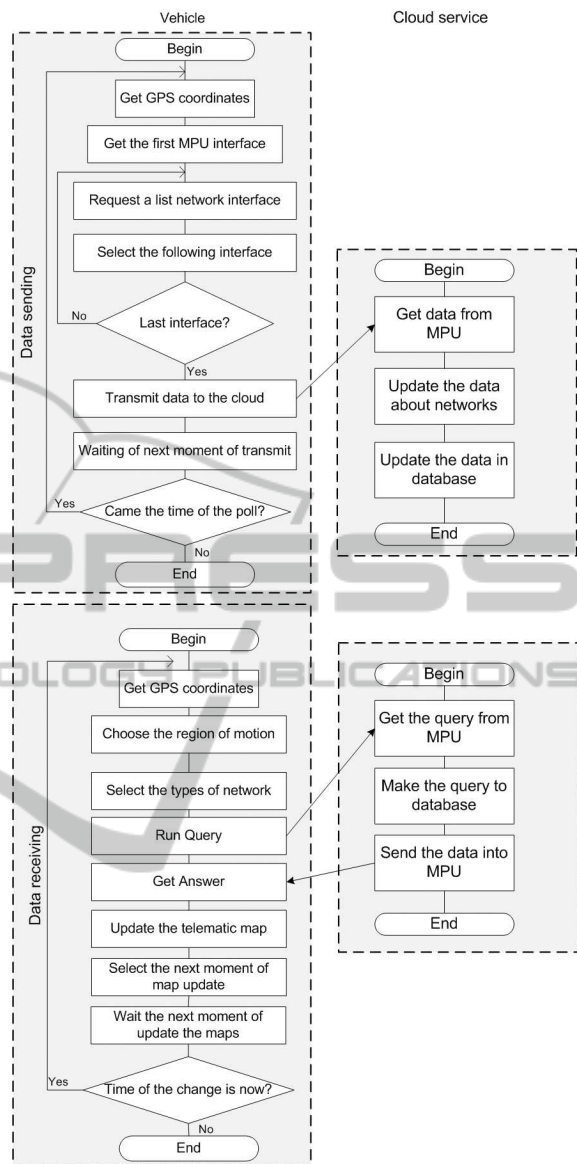 Vehicle
Cloud service
Data sending
Begin
Get GPS coordinates
Get the first MPU interface
Request a list network interface
Select the following interface
Last interface?
No
Yes
Transmit data to the cloud
Waiting of next moment of transmit
Came the time of the poll?
Yes
No
End
Begin
Get data from
MPU
Update the data
about networks
Update the data in
database
End
Data receiving
Begin
Get GPS coordinates
Choose the region of motion
Select the types of network
Run Query
Get Answer
Update the telematic map
Select the next moment of
map update
Wait the next moment of
update the maps
Time of the change is now?
Yes
No
End
Begin
Get the query from
MPU
Make the query to
database
Send the data into
MPU
End
PRESS
OLOGY PUBLICATIONS